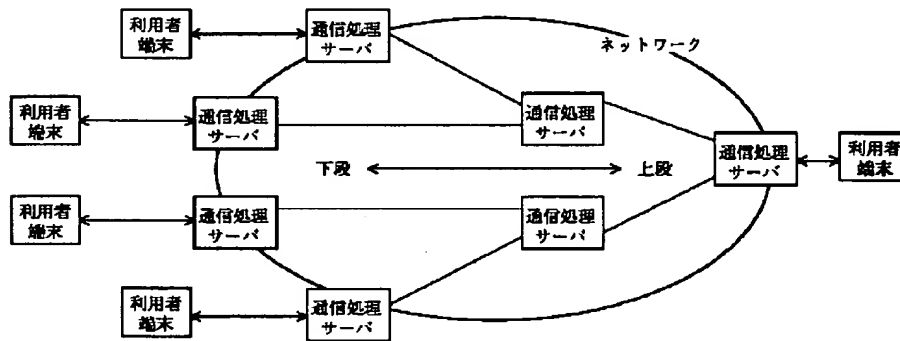 利用者
端末
通信処理
サーバ
ネットワーク
利用者
端末
通信処理
サーバ
通信処理
サーバ
下段
上段
通信処理
サーバ
利用者
端末
利用者
端末
通信処理
サーバ
通信処理
サーバ
利用者
端末
通信処理
サーバ